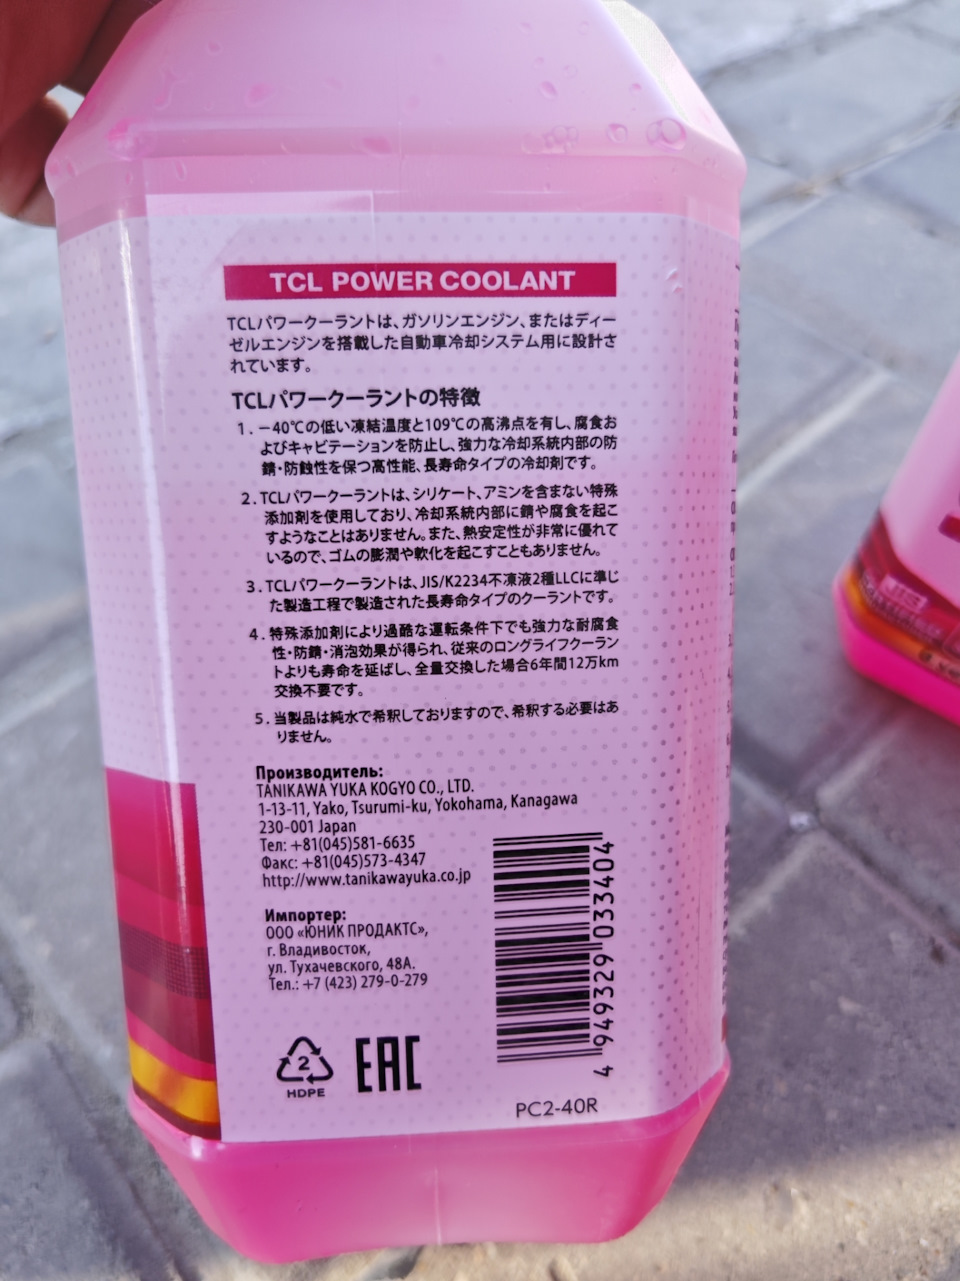 TCL POWER COOLANT
TCLパワークーラントは、ガソリンエンジン、またはディー
ゼルエンジンを搭載した自動車冷却システム用に設計さ
れています。
TCLパワークーラントの特徴
1. －40℃の低い凍結温度と109℃の高沸点を有し、腐食お
よびキャビテーションを防止し、強力な冷却系統内部の防
錆・防蝕性を保つ高性能、長寿命タイプの冷却剤です。
2. TCLパワークーラントは、シリケート、アミンを含まない特殊
添加剤を使用しており、冷却系統内部に錆や腐食を起こ
すようなことはありません。また、熱安定性が非常に優れて
いるので、ゴムの膨潤や軟化を起こすこともありません。
3. TCLパワークーラントは、JIS/K2234不凍液2種LLCに準じ
た製造工程で製造された長寿命タイプのクーラントです。
4. 特殊添加剤により過酷な運転条件下でも強力な耐腐食
性・防錆・消泡効果が得られ、従来のロングライフクーラン
トよりも寿命を延ばし、全量交換した場合6年間12万km
交換不要です。
5. 当製品は純水で希釈しておりますので、希釈する必要はあ
りません。
Производитель:
TANIKAWA YUKA KOGYO CO., LTD.
1-13-11, Yako, Tsurumi-ku, Yokohama, Kanagawa
230-001 Japan
Тел: +81(045)581-6635
Факс: +81(045)573-4347
http://www.tanikawayuka.co.jp
Импортер:
ООО «ЮНИК ПРОДАКТС»,
г. Владивосток,
ул. Тухачевского, 48А.
Тел.: +7 (423) 279-0-279
4 949329 033404
2
HDPE
EAC
PC2-40R
JIS